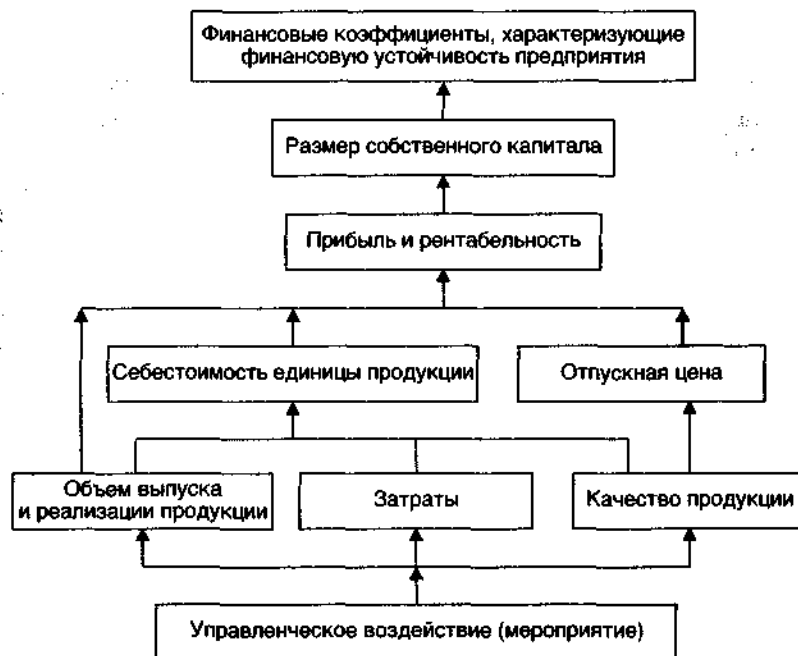 Финансовые коэффициенты, характеризующие
финансовую устойчивость предприятия
Размер собственного капитала
Прибыль и рентабельность
Себестоимость единицы продукции
Отпускная цена
Объем выпуска
и реализации продукции
Затраты
Качество продукции
Управленческое воздействие (мероприятие)